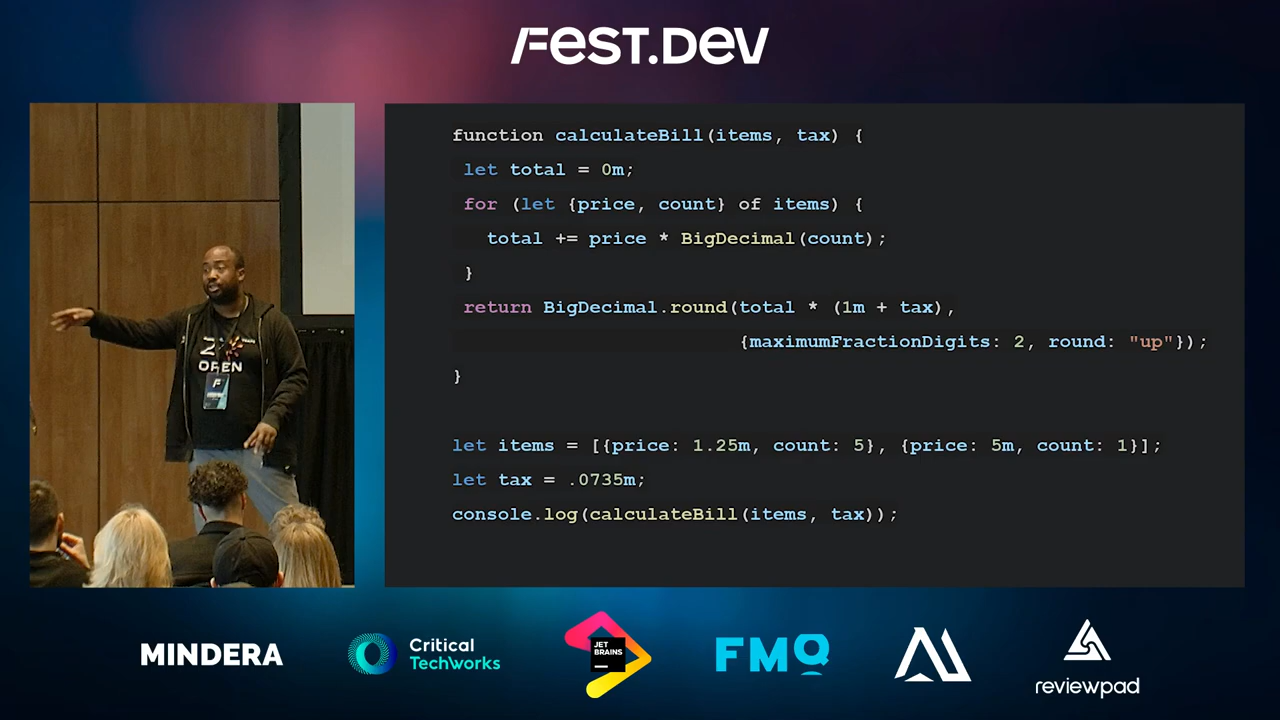 FEST.DEV
OPEN
function calculateBill(items, tax) {
let total = 0m;
for (let {price, count} of items) {
total += price * BigDecimal(count);
}
return BigDecimal.round(total * (1m + tax),
{maximumFractionDigits: 2, round: "up"});
}
let items = [{price: 1.25m, count: 5}, {price: 5m, count: 1}];
let tax = .0735m;
console.log(calculateBill(items, tax));
MINDERA
Critical
TechWorks
JET
BRAINS
FMQ
reviewpad